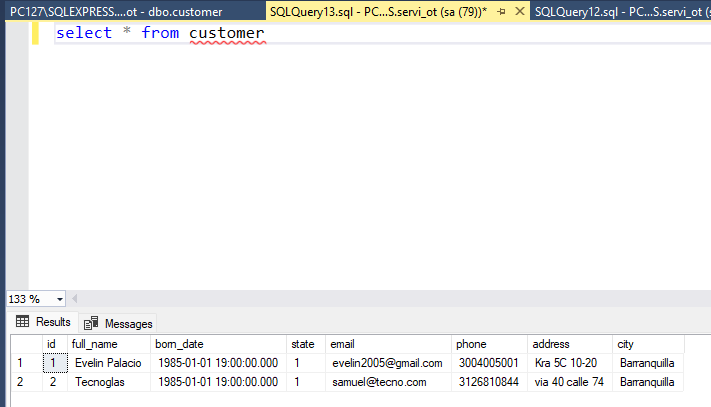 PC127\SQLEXPRESS....ot - dbo.customer SQLQuery13.sql - PC...S.servi_ot (sa (79))* SQLQuery12.sql - PC...S.servi_ot (s
select * from customer
133 %
Results Messages
id full_name born_date state email phone address city
1 1 Evelin Palacio 1985-01-01 19:00:00.000 1 evelin2005@gmail.com 3004005001 Kra 5C 10-20 Barranquilla
2 2 Tecnoglas 1985-01-01 19:00:00.000 1 samuel@tecno.com 3126810844 via 40 calle 74 Barranquilla